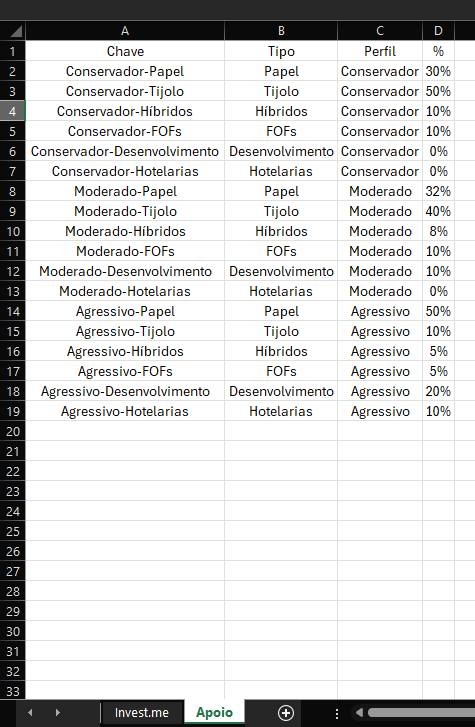 A B C D
1 Chave Tipo Perfil %
2 Conservador-Papel Papel Conservador 30%
3 Conservador-Tijolo Tijolo Conservador 50%
4 Conservador-Híbridos Híbridos Conservador 10%
5 Conservador-FOFs FOFs Conservador 10%
6 Conservador-Desenvolvimento Desenvolvimento Conservador 0%
7 Conservador-Hotelarias Hotelarias Conservador 0%
8 Moderado-Papel Papel Moderado 32%
9 Moderado-Tijolo Tijolo Moderado 40%
10 Moderado-Híbridos Híbridos Moderado 8%
11 Moderado-FOFs FOFs Moderado 10%
12 Moderado-Desenvolvimento Desenvolvimento Moderado 10%
13 Moderado-Hotelarias Hotelarias Moderado 0%
14 Agressivo-Papel Papel Agressivo 50%
15 Agressivo-Tijolo Tijolo Agressivo 10%
16 Agressivo-Híbridos Híbridos Agressivo 5%
17 Agressivo-FOFs FOFs Agressivo 5%
18 Agressivo-Desenvolvimento Desenvolvimento Agressivo 20%
19 Agressivo-Hotelarias Hotelarias Agressivo 10%
20
21
22
23
24
25
26
27
28
29
30
31
32
33
Invest.me Apoio